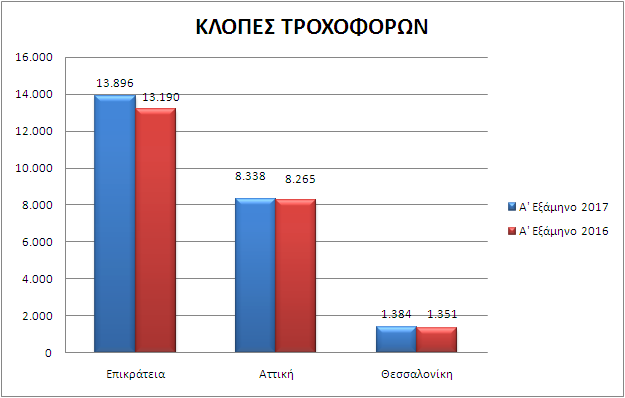 ΚΛΟΠΕΣ ΤΡΟΧΟΦΟΡΩΝ
16.000
14.000
12.000
10.000
8.000
6.000
4.000
2.000
0
13.896
13.190
8.338
8.265
1.384
1.351
Επικράτεια
Αττική
Θεσσαλονίκη
Α' Εξάμηνο 2017
Α' Εξάμηνο 2016